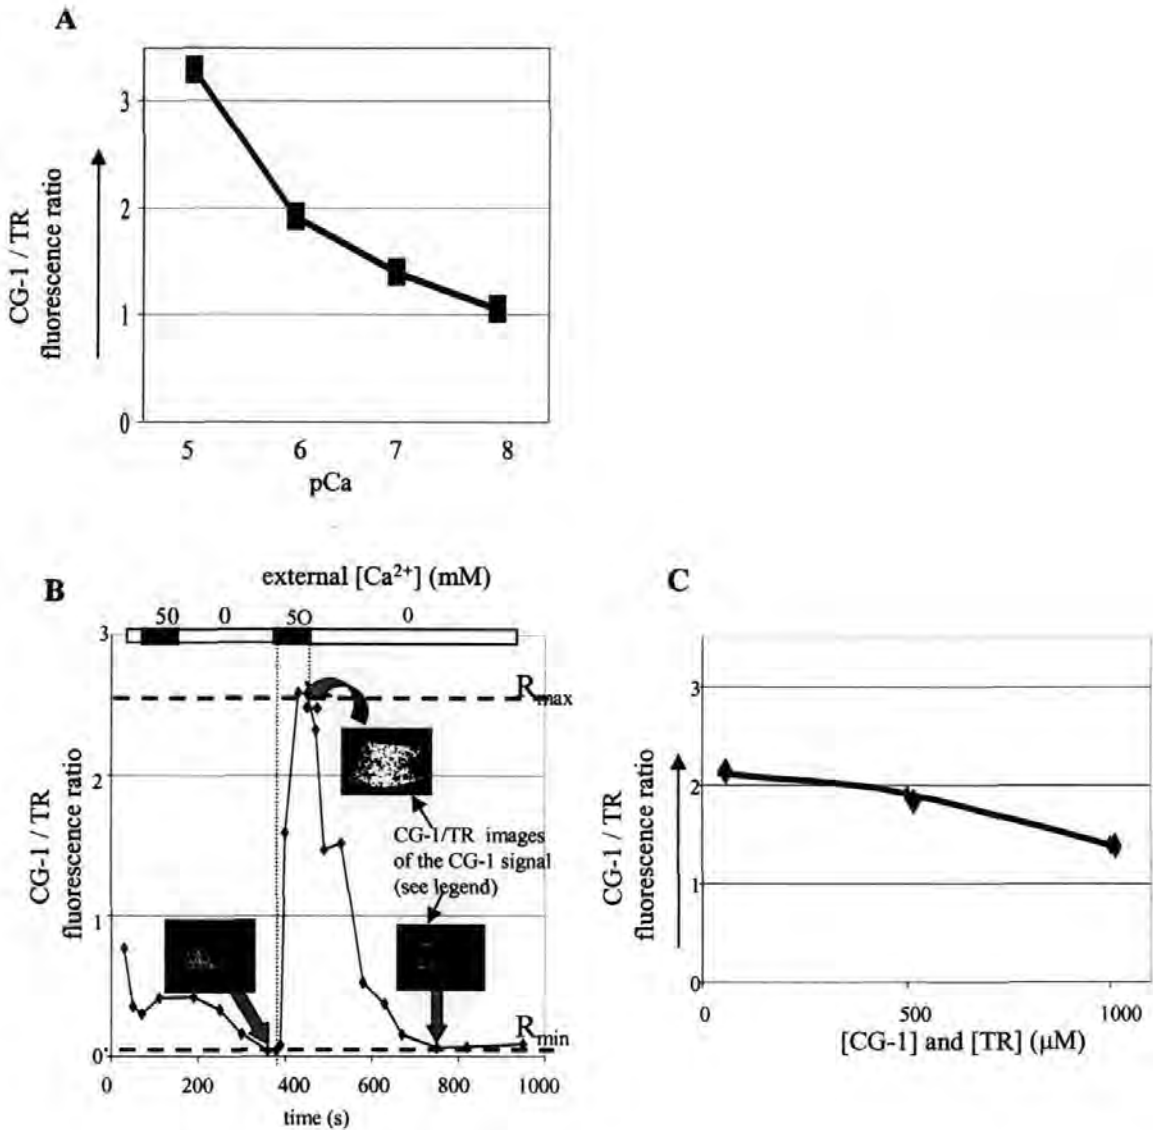 A
CG-1 / TR
fluorescence ratio
3
2
1
0
5 6 7 8
pCa
B
external [Ca²⁺] (mM)
50 0 50 0
3
2
1
0
CG-1 / TR
fluorescence ratio
Rmax
CG-1/TR images
of the CG-1 signal
(see legend)
Rmin
0 200 400 600 800 1000
time (s)
C
CG-1 / TR
fluorescence ratio
3
2
1
0
0 500 1000
[CG-1] and [TR] (μM)